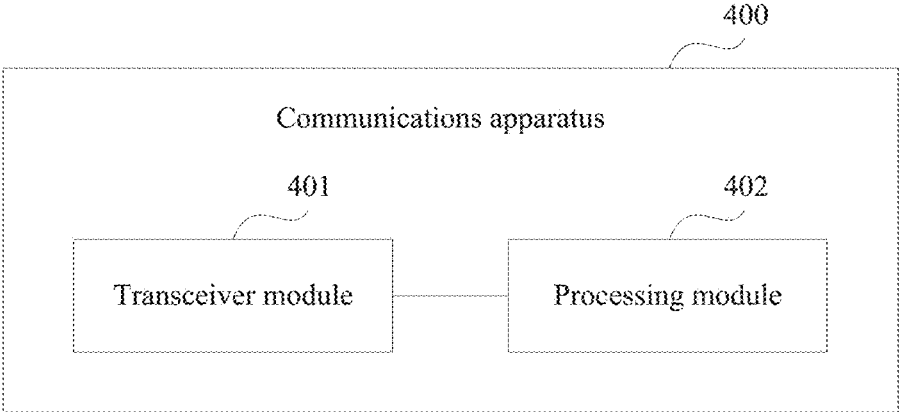 400
Communications apparatus
401
402
Transceiver module
Processing module